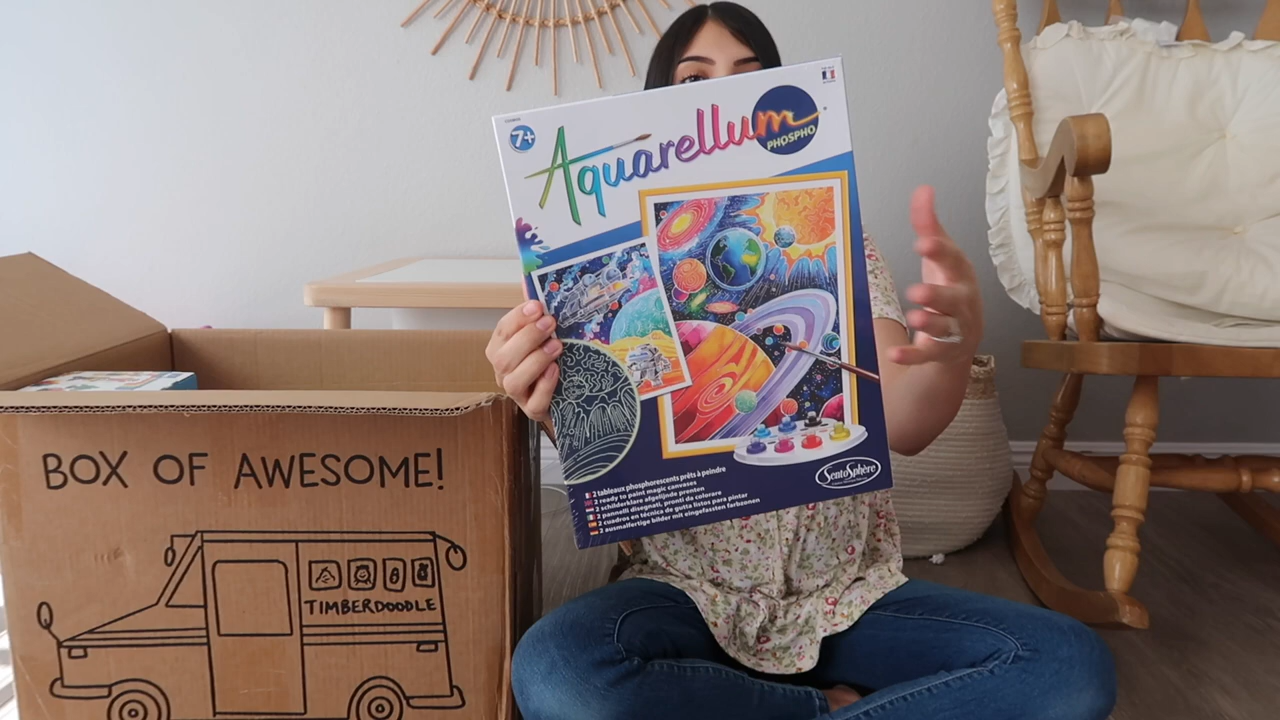 7+
Aquarellum
PHOSPHO
2 tableaux phosphorescents prêts à peindre
2 ready to paint magic canvases
2 schilderklare afgelijnde prenten
2 pannelli disegnati, pronti da colorare
2 cuadros en técnica de gutta listos para pintar
2 ausmalfertige bilder mit eingefassten farbzonen
SentoSphère
BOX OF AWESOME!
TIMBERDOODLE